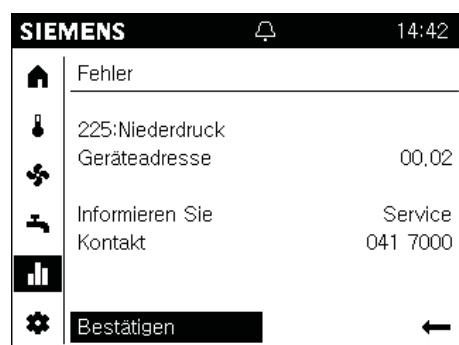 SIEMENS 14:42
Fehler
225:Niederdruck
Geräteadresse 00,02
Informieren Sie Service
Kontakt 041 7000
Bestätigen